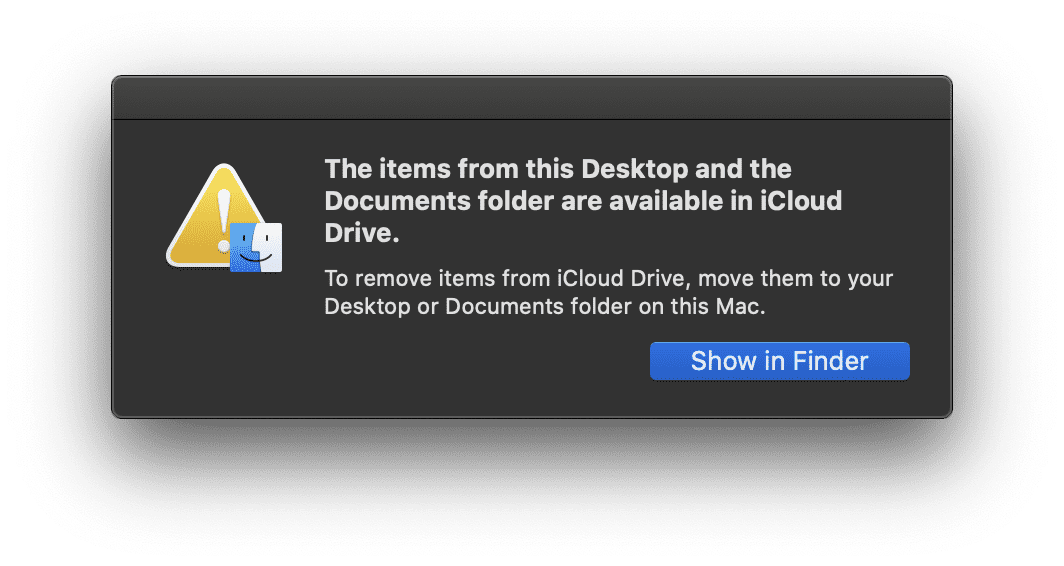 The items from this Desktop and the
Documents folder are available in iCloud
Drive.
To remove items from iCloud Drive, move them to your
Desktop or Documents folder on this Mac.
Show in Finder